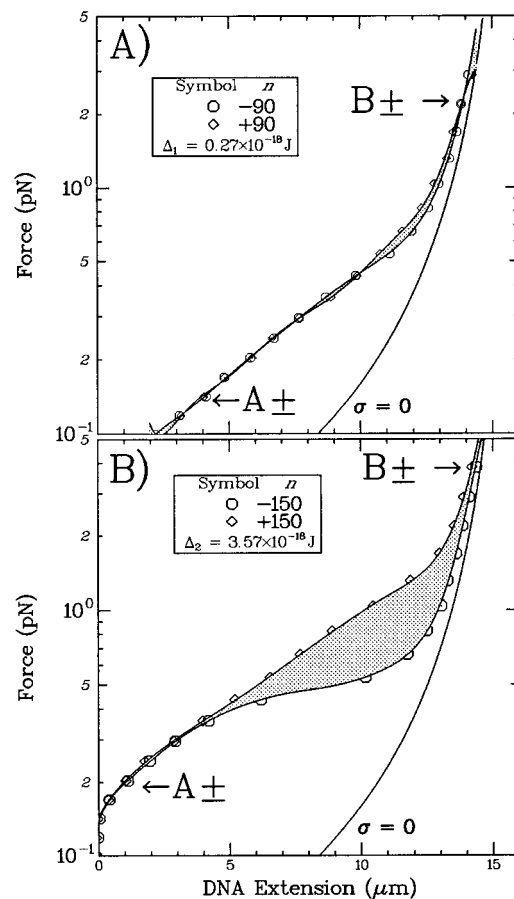 A)
Symbol n
−90
+90
Δ₁ = 0.27×10⁻¹⁸J
B± →
← A±
σ = 0
Force (pN)
5
2
10⁰
5
2
10⁻¹
B)
Symbol n
−150
+150
Δ₂ = 3.57×10⁻¹⁸J
B± →
← A±
σ = 0
Force (pN)
5
2
10⁰
5
2
10⁻¹
0 5 10 15
DNA Extension (μm)